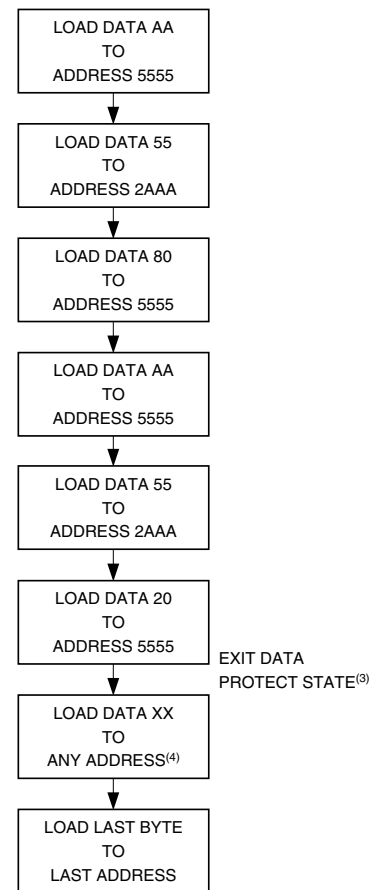 LOAD DATA AA
TO
ADDRESS 5555
LOAD DATA 55
TO
ADDRESS 2AAA
LOAD DATA 80
TO
ADDRESS 5555
LOAD DATA AA
TO
ADDRESS 5555
LOAD DATA 55
TO
ADDRESS 2AAA
LOAD DATA 20
TO
ADDRESS 5555
EXIT DATA
PROTECT STATE(3)
LOAD DATA XX
TO
ANY ADDRESS(4)
LOAD LAST BYTE
TO
LAST ADDRESS